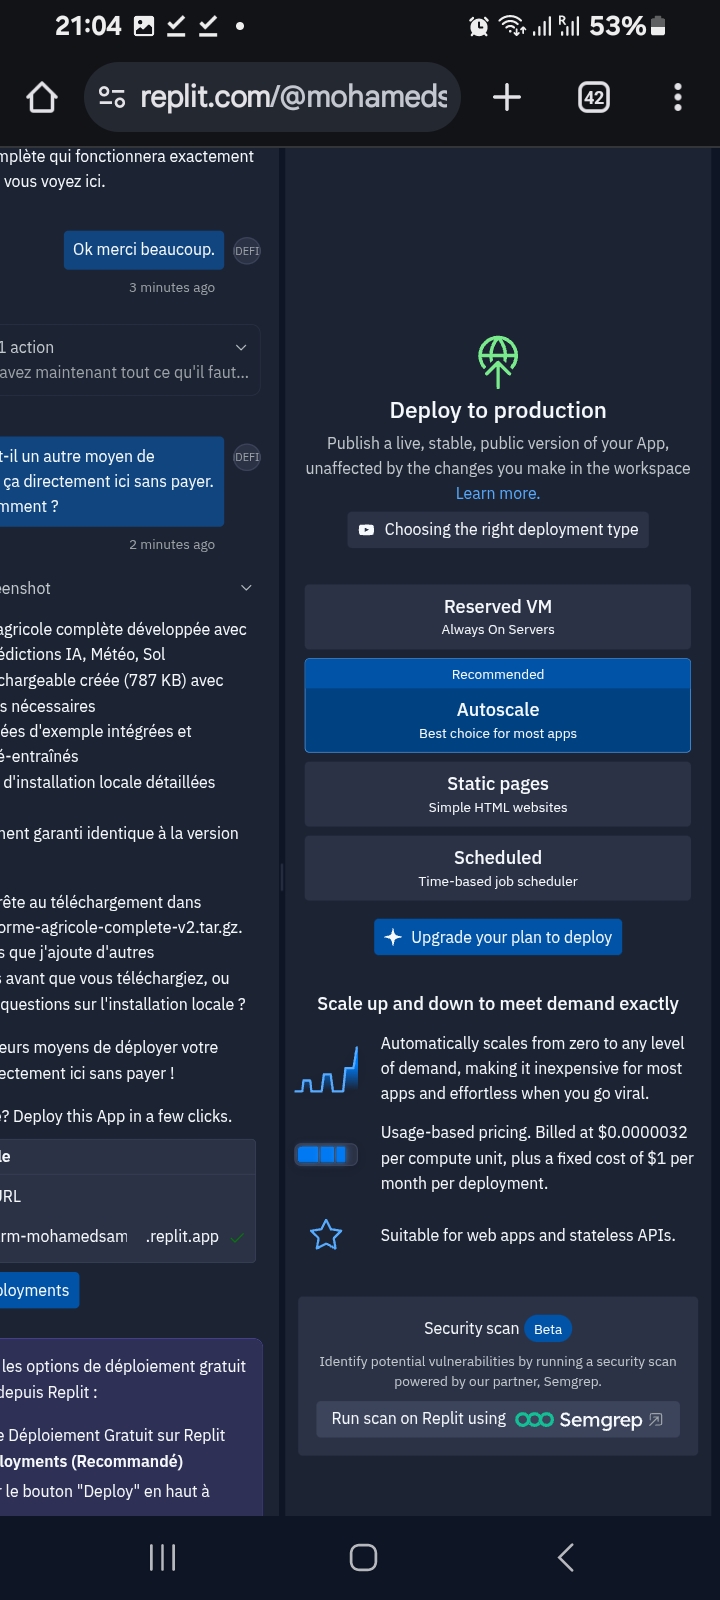 21:04
R
53%
replit.com/@mohameds
42
mplète qui fonctionnera exactement
vous voyez ici.
Ok merci beaucoup.
DEFI
3 minutes ago
1 action
avez maintenant tout ce qu'il faut...
t-il un autre moyen de
ça directement ici sans payer.
mment ?
DEFI
2 minutes ago
enshot
agricole complète développée avec
édictions IA, Météo, Sol
chargeable créée (787 KB) avec
s nécessaires
ées d'exemple intégrées et
é-entraînés
d'installation locale détaillées
nent garanti identique à la version
rête au téléchargement dans
orme-agricole-complete-v2.tar.gz.
s que j'ajoute d'autres
s avant que vous téléchargiez, ou
questions sur l'installation locale ?
eurs moyens de déployer votre
ectement ici sans payer !
e? Deploy this App in a few clicks.
le
URL
rm-mohamedsam .replit.app
ployments
les options de déploiement gratuit
depuis Replit :
e Déploiement Gratuit sur Replit
loyments (Recommandé)
r le bouton "Deploy" en haut à
Deploy to production
Publish a live, stable, public version of your App,
unaffected by the changes you make in the workspace
Learn more.
Choosing the right deployment type
Reserved VM
Always On Servers
Recommended
Autoscale
Best choice for most apps
Static pages
Simple HTML websites
Scheduled
Time-based job scheduler
Upgrade your plan to deploy
Scale up and down to meet demand exactly
Automatically scales from zero to any level
of demand, making it inexpensive for most
apps and effortless when you go viral.
Usage-based pricing. Billed at $0.0000032
per compute unit, plus a fixed cost of $1 per
month per deployment.
Suitable for web apps and stateless APIs.
Security scan Beta
Identify potential vulnerabilities by running a security scan
powered by our partner, Semgrep.
Run scan on Replit using Semgrep